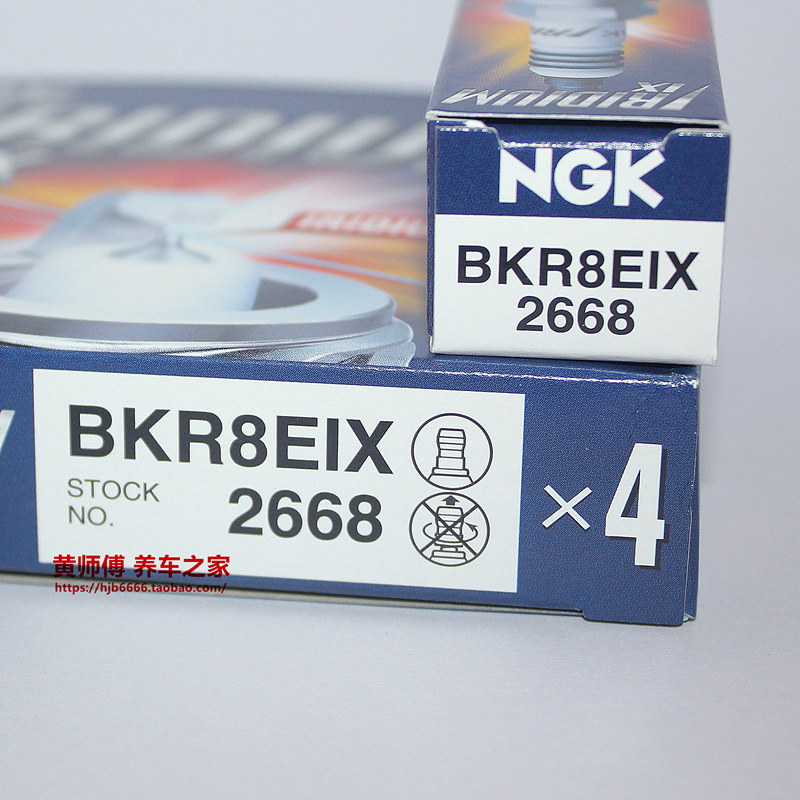 IRIDIUM
IX
NGK
BKR8EIX
2668
IRIDIUM
BKR8EIX
STOCK
NO.
2668
×4
黄师傅 养车之家
https://hjb6666.taobao.com/